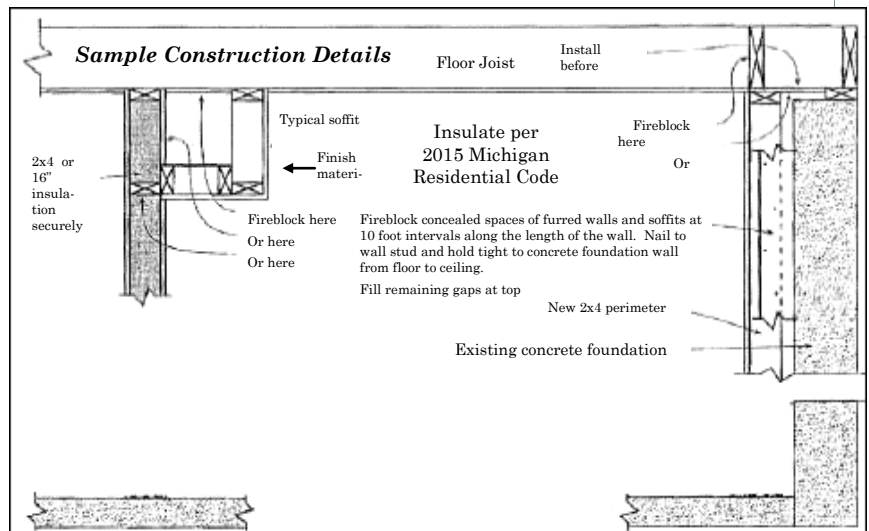 Sample Construction Details
Floor Joist
Install
before
Typical soffit
Finish
materi-
Insulate per
2015 Michigan
Residential Code
Fireblock
here
Or
2x4 or
16"
insula-
tion
securely
Fireblock here
Or here
Or here
Fireblock concealed spaces of furred walls and soffits at
10 foot intervals along the length of the wall. Nail to
wall stud and hold tight to concrete foundation wall
from floor to ceiling.
Fill remaining gaps at top
New 2x4 perimeter
Existing concrete foundation